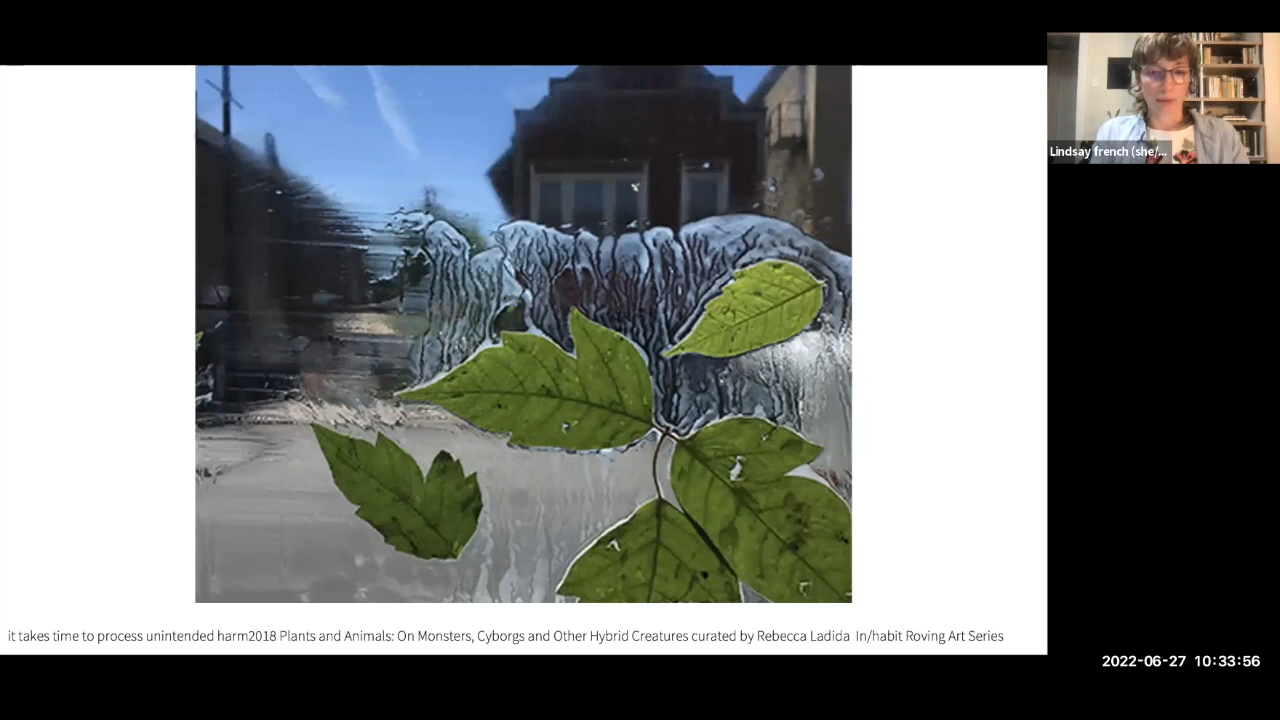 Lindsay french (she/...
it takes time to process unintended harm2018 Plants and Animals: On Monsters, Cyborgs and Other Hybrid Creatures curated by Rebecca Ladida In/habit Roving Art Series
2022-06-27 10:33:56